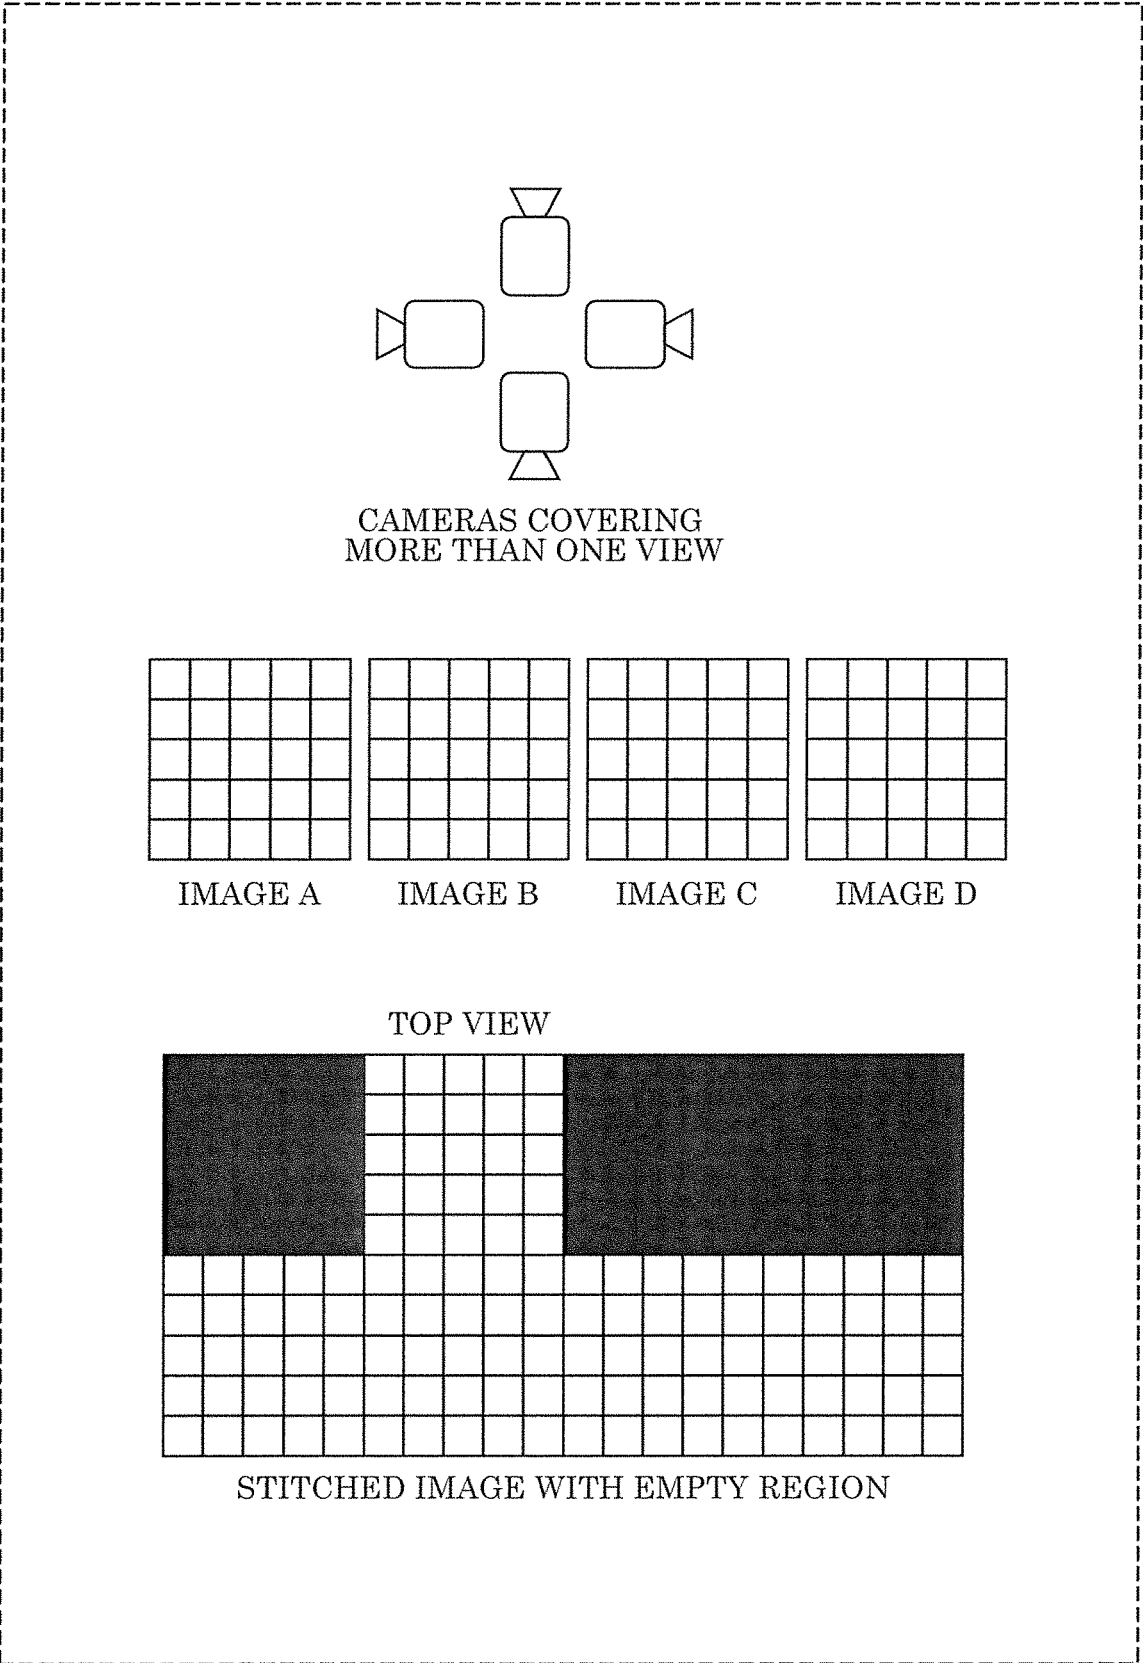 CAMERAS COVERING
MORE THAN ONE VIEW
IMAGE A
IMAGE B
IMAGE C
IMAGE D
TOP VIEW
STITCHED IMAGE WITH EMPTY REGION